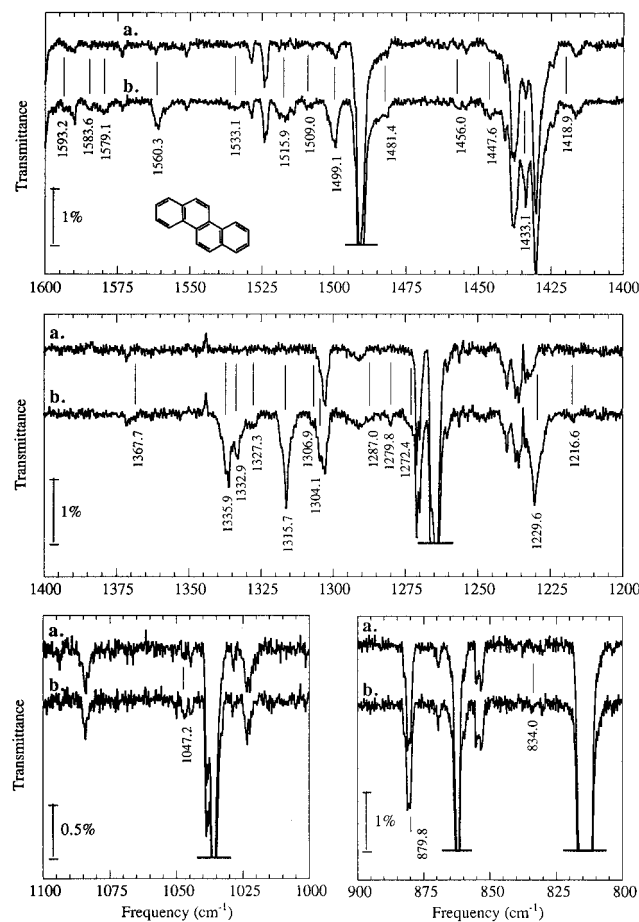 a.
b.
Transmittance
1593.2
1583.6
1579.1
1560.3
1533.1
1515.9
1509.0
1499.1
1481.4
1456.0
1447.6
1433.1
1418.9
1%
1600 1575 1550 1525 1500 1475 1450 1425 1400
a.
b.
Transmittance
1367.7
1335.9
1332.9
1327.3
1315.7
1306.9
1304.1
1287.0
1279.8
1272.4
1229.6
1216.6
1%
1400 1375 1350 1325 1300 1275 1250 1225 1200
a.
b.
Transmittance
1047.2
0.5%
1100 1075 1050 1025 1000
Frequency (cm-1)
a.
b.
Transmittance
834.0
879.8
1%
900 875 850 825 800
Frequency (cm-1)